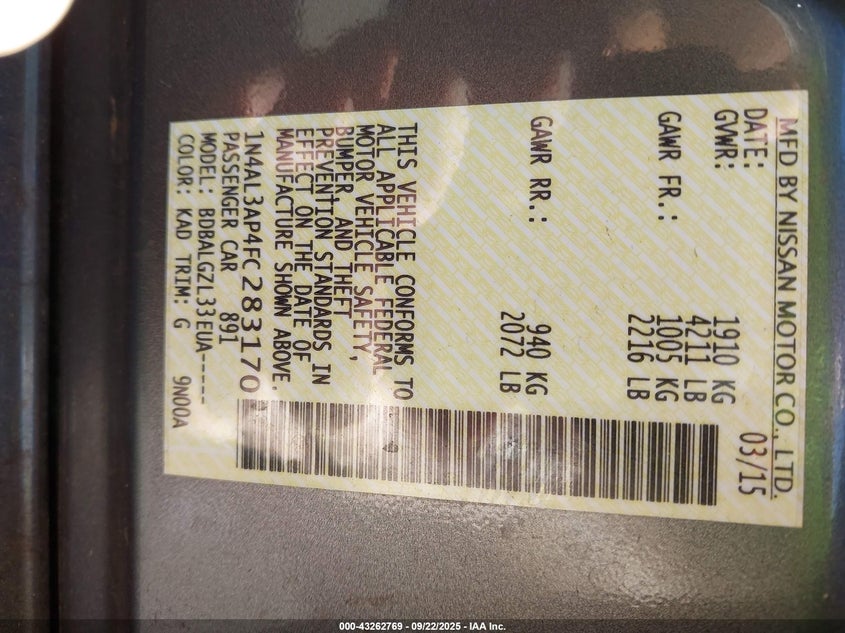 MFD BY NISSAN MOTOR CO., LTD.
DATE: 03/15
GVWR: 1910 KG
4211 LB
GAWR FR.: 1005 KG
2216 LB
GAWR RR.: 940 KG
2072 LB
THIS VEHICLE CONFORMS TO
ALL APPLICABLE FEDERAL
MOTOR VEHICLE SAFETY,
BUMPER, AND THEFT
PREVENTION STANDARDS IN
EFFECT ON THE DATE OF
MANUFACTURE SHOWN ABOVE.
1N4AL3AP4FC283170
PASSENGER CAR 891
MODEL: BDBALGZL33EUA-----
COLOR: KAD TRIM: G 9N00A
000-43262769 - 09/22/2025 - IAA Inc.